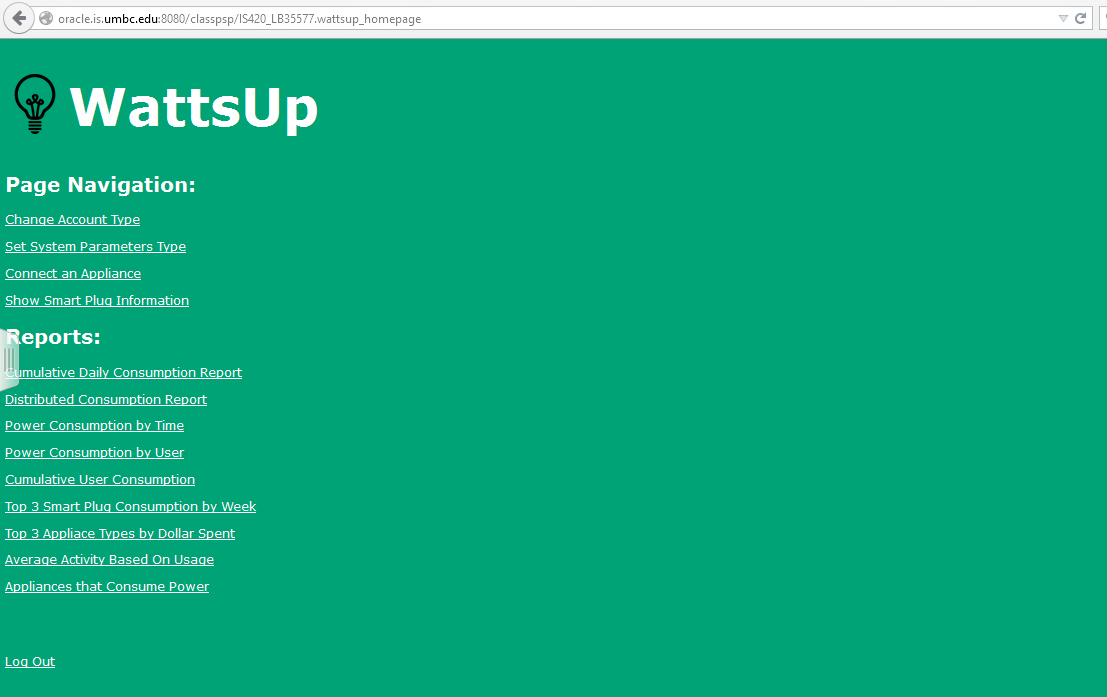 oracle.is.umbc.edu:8080/classpsp/IS420_LB35577.wattsup_homepage
WattsUp
Page Navigation:
Change Account Type
Set System Parameters Type
Connect an Appliance
Show Smart Plug Information
Reports:
Cumulative Daily Consumption Report
Distributed Consumption Report
Power Consumption by Time
Power Consumption by User
Cumulative User Consumption
Top 3 Smart Plug Consumption by Week
Top 3 Appliace Types by Dollar Spent
Average Activity Based On Usage
Appliances that Consume Power
Log Out